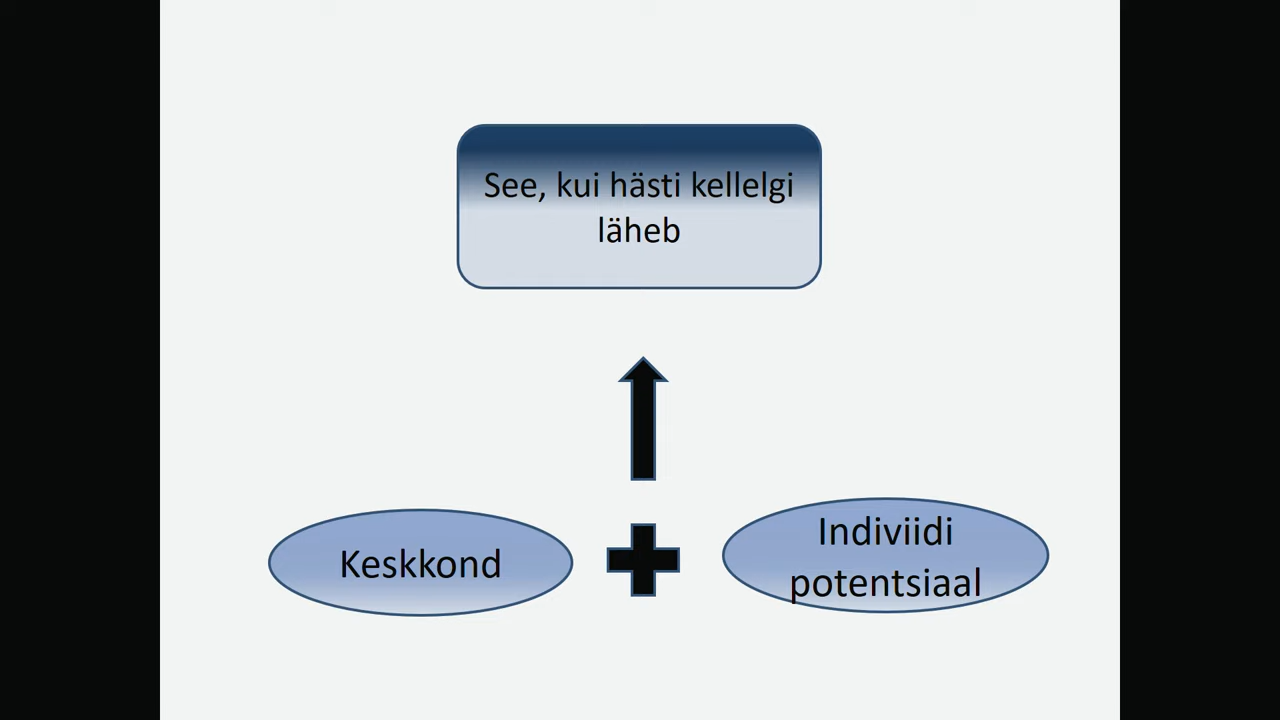 See, kui hästi kellelgi
läheb
Keskkond
Indiviidi
potentsiaal